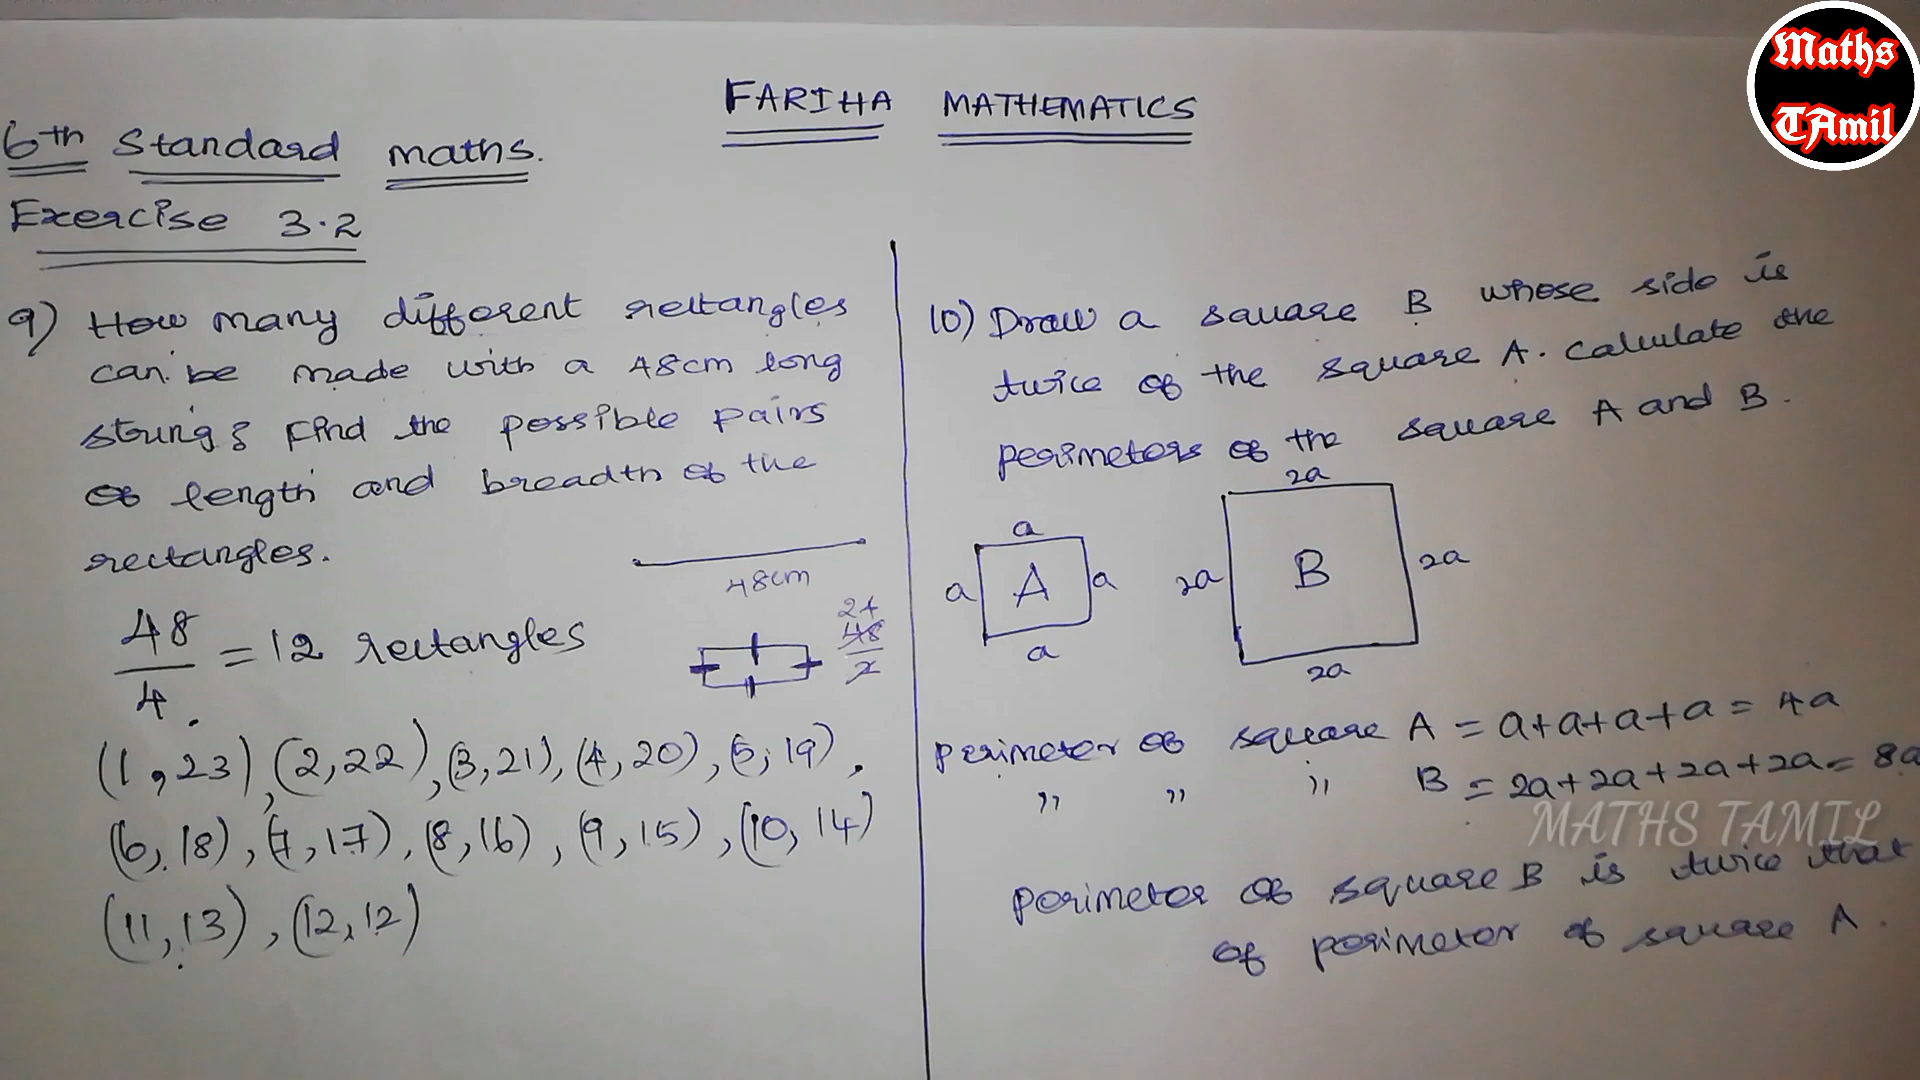 Maths
TAmil
FARIHA MATHEMATICS
6th Standard maths.
Exercise 3.2
9) How many different rectangles
can be made with a 48cm long
string? Find the possible pairs
of length and breadth of the
rectangles.
48cm
24
48
2
48
4
= 12 rectangles
(1,23), (2,22), (3,21), (4,20), (5,19),
(6,18), (7,17), (8,16), (9,15), (10,14)
(11,13), (12,12)
10) Draw a square B whose side is
twice of the square A. Calculate the
perimeters of the square A and B.
a
a A a
a
2a
2a B 2a
2a
Perimeter of square A = a+a+a+a = 4a
,, ,, ,, B = 2a+2a+2a+2a = 8a
MATHS TAMIL
Perimeter of square B is twice that
of perimeter of square A.